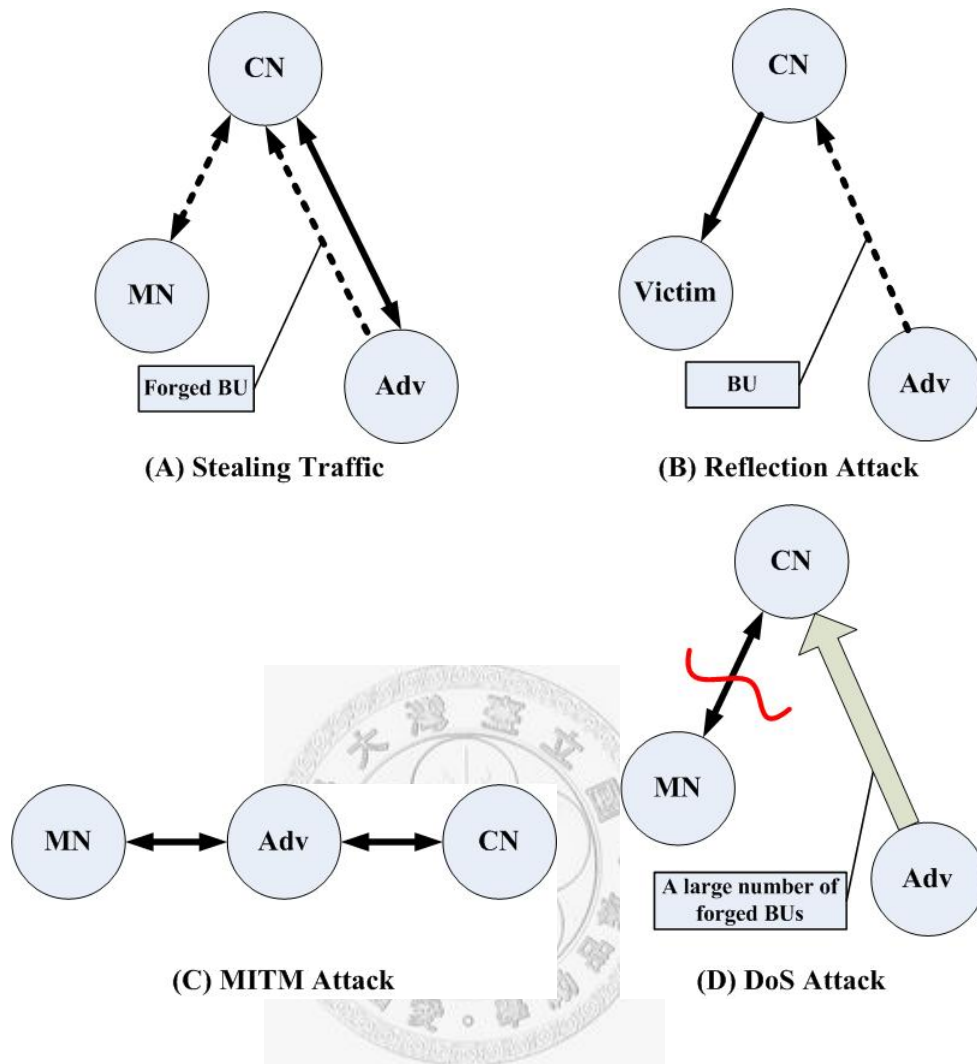 CN
MN
Adv
Forged BU
(A) Stealing Traffic
CN
Victim
Adv
BU
(B) Reflection Attack
MN
Adv
CN
(C) MITM Attack
CN
MN
Adv
A large number of
forged BUs
(D) DoS Attack